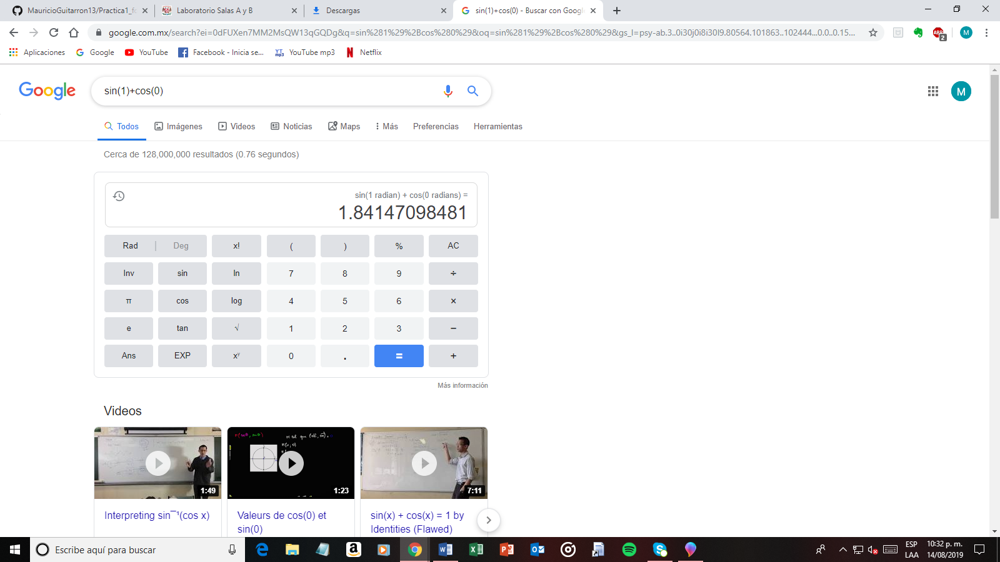 MauricioGuitarron13/Practica1_fo
Laboratorio Salas A y B
Descargas
sin(1)+cos(0) - Buscar con Google
google.com.mx/search?ei=0dFUXen7MM2MsQW13qGQDg&q=sin%281%29%2Bcos%280%29&oq=sin%281%29%2Bcos%280%29&gs_l=psy-ab.3..0i30j0i8i30l9.80564.101863..102444...0.0..0.15...
ABP
2
M
Aplicaciones
Google
YouTube
Facebook - Inicia se...
YT mp3
YouTube mp3
Netflix
Google
sin(1)+cos(0)
M
Todos
Imágenes
Videos
Noticias
Maps
Más
Preferencias
Herramientas
Cerca de 128,000,000 resultados (0.76 segundos)
sin(1 radian) + cos(0 radians) =
1.84147098481
Rad | Deg x! ( ) % AC
Inv sin ln 7 8 9 ÷
π cos log 4 5 6 ×
e tan √ 1 2 3 −
Ans EXP xʸ 0 . = +
Más información
Videos
1:49
1:23
7:11
Interpreting sin¯¹(cos x)
Valeurs de cos(0) et
sin(0)
sin(x) + cos(x) = 1 by
Identities (Flawed)
Escribe aquí para buscar
ESP
LAA
10:32 p. m.
14/08/2019